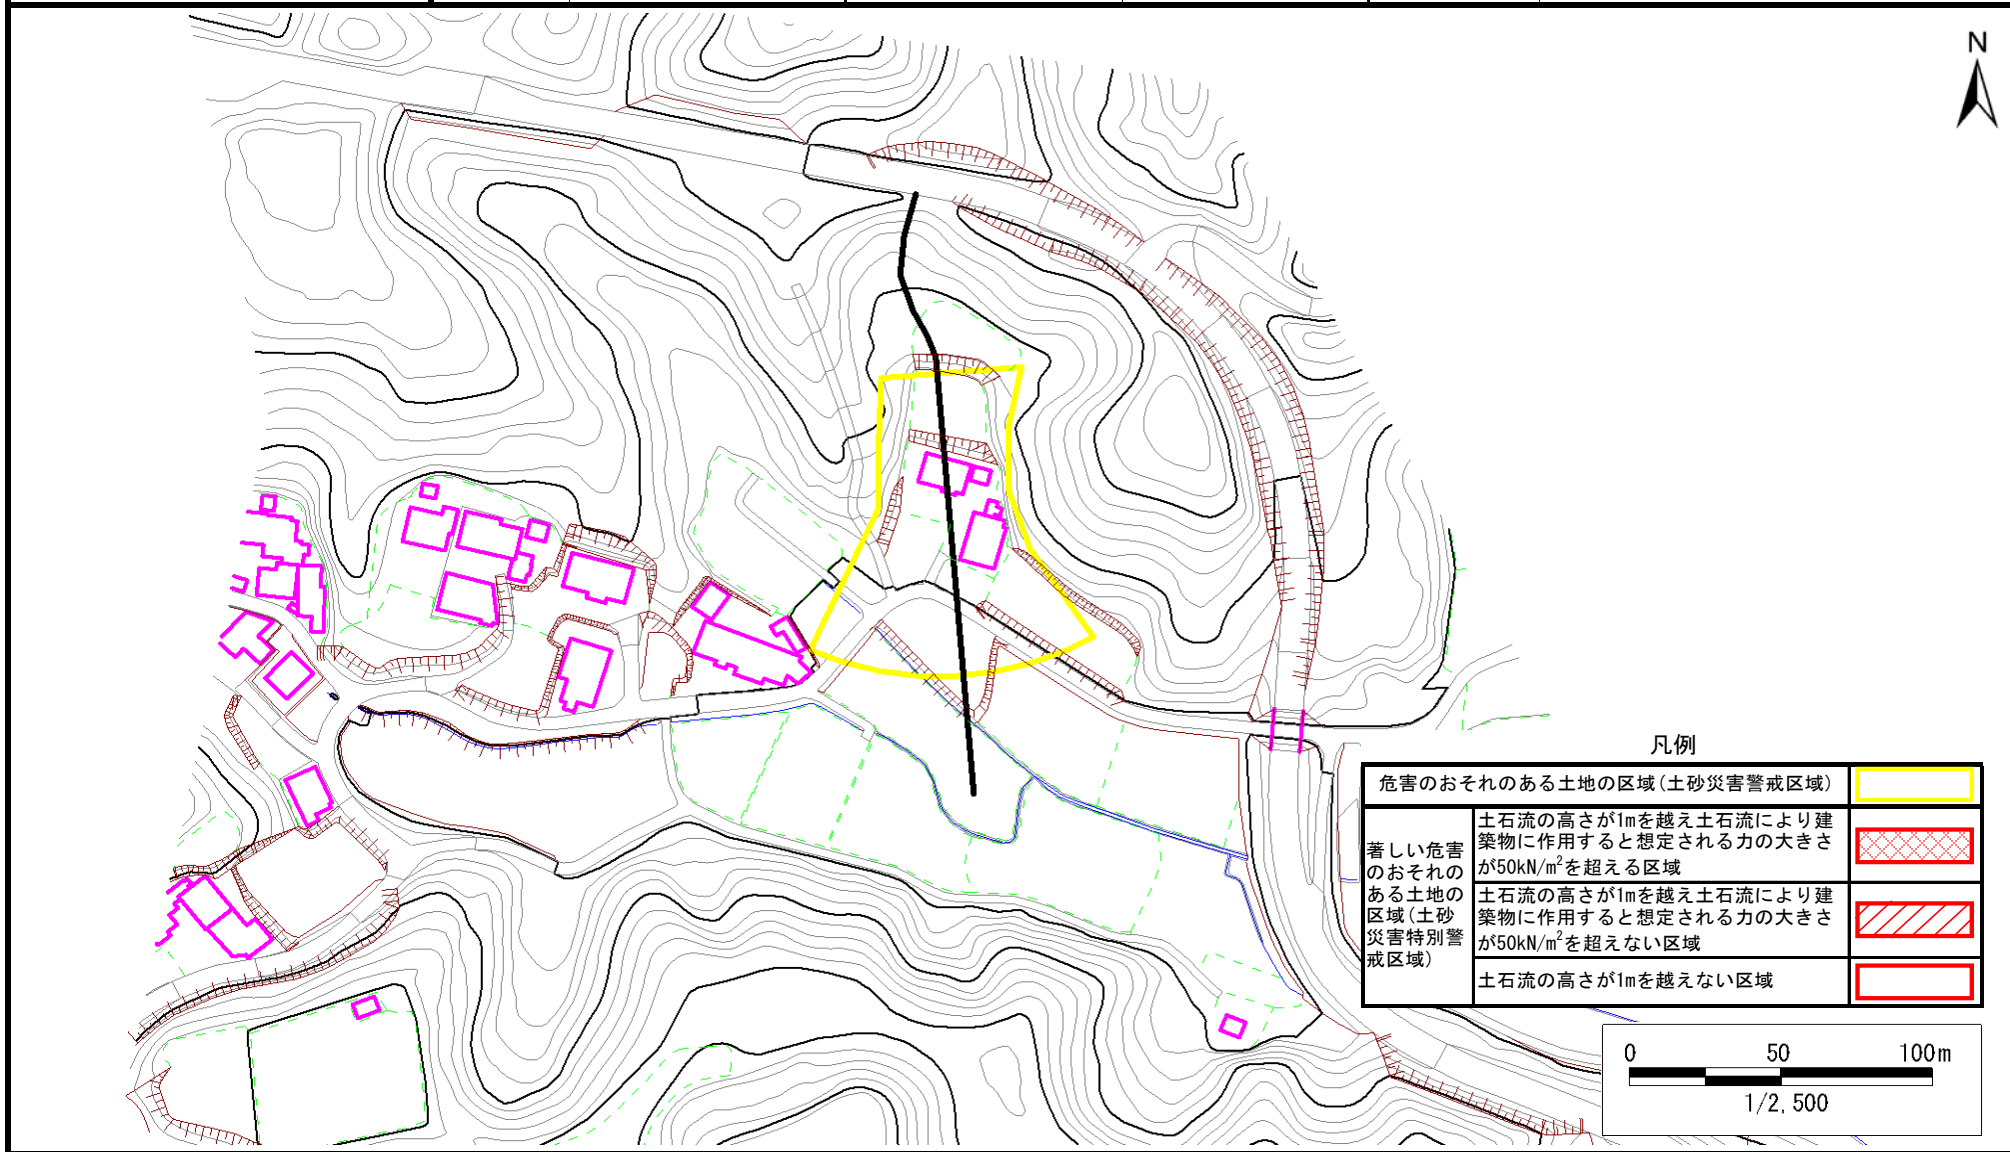 N
凡例
危害のおそれのある土地の区域(土砂災害警戒区域)
著しい危害
のおそれの
ある土地の
区域(土砂
災害特別警
戒区域)
土石流の高さが1mを越え土石流により建
築物に作用すると想定される力の大きさ
が50kN/m²を超える区域
土石流の高さが1mを越え土石流により建
築物に作用すると想定される力の大きさ
が50kN/m²を超えない区域
土石流の高さが1mを越えない区域
0 50 100m
1/2,500